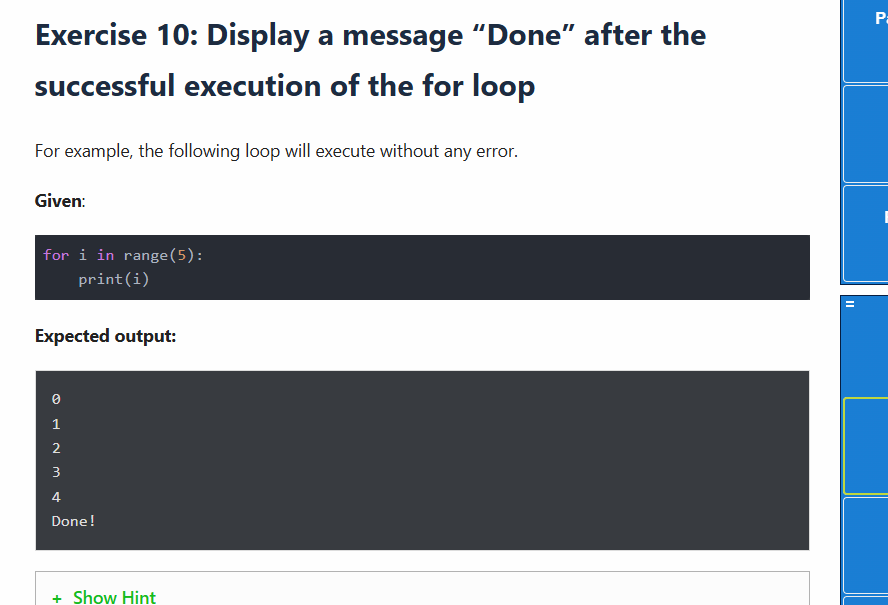 Exercise 10: Display a message “Done” after the
successful execution of the for loop
For example, the following loop will execute without any error.
Given:
for i in range(5):
    print(i)
Expected output:
0
1
2
3
4
Done!
+ Show Hint